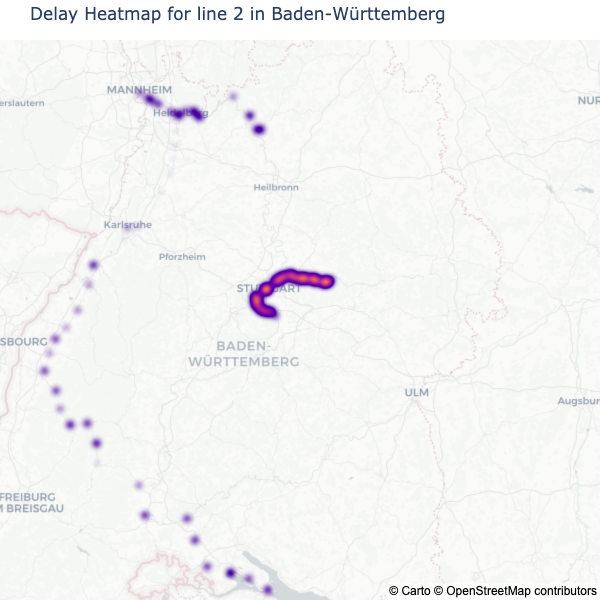 Delay Heatmap for line 2 in Baden-Württemberg
MANNHEIM
erslautern
Heidelberg
NUR
Heilbronn
Karlsruhe
Pforzheim
STUTTGART
SBOURG
BADEN-
WÜRTTEMBERG
ULM
Augsbur
FREIBURG
M BREISGAU
© Carto © OpenStreetMap contributors